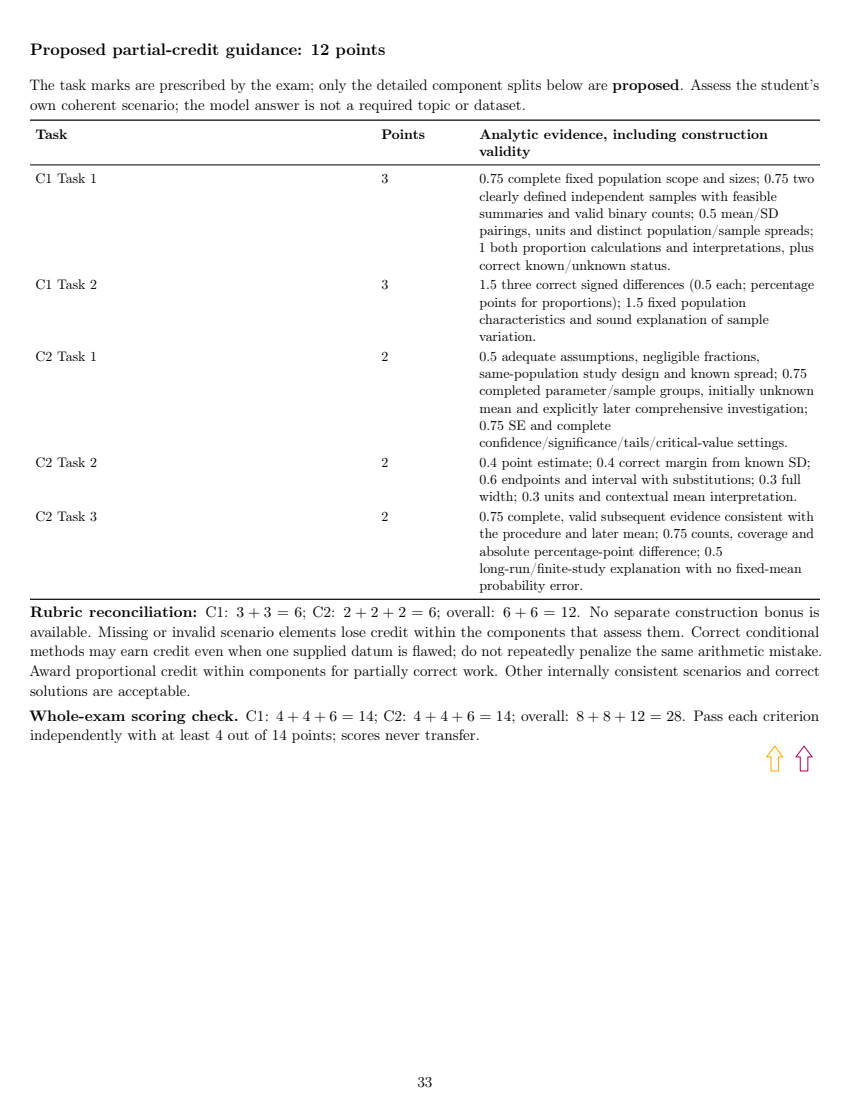 Proposed partial-credit guidance: 12 points
The task marks are prescribed by the exam; only the detailed component splits below are proposed. Assess the student's
own coherent scenario; the model answer is not a required topic or dataset.
Task Points Analytic evidence, including construction
validity
C1 Task 1 3 0.75 complete fixed population scope and sizes; 0.75 two
clearly defined independent samples with feasible
summaries and valid binary counts; 0.5 mean/SD
pairings, units and distinct population/sample spreads;
1 both proportion calculations and interpretations, plus
correct known/unknown status.
C1 Task 2 3 1.5 three correct signed differences (0.5 each; percentage
points for proportions); 1.5 fixed population
characteristics and sound explanation of sample
variation.
C2 Task 1 2 0.5 adequate assumptions, negligible fractions,
same-population study design and known spread; 0.75
completed parameter/sample groups, initially unknown
mean and explicitly later comprehensive investigation;
0.75 SE and complete
confidence/significance/tails/critical-value settings.
C2 Task 2 2 0.4 point estimate; 0.4 correct margin from known SD;
0.6 endpoints and interval with substitutions; 0.3 full
width; 0.3 units and contextual mean interpretation.
C2 Task 3 2 0.75 complete, valid subsequent evidence consistent with
the procedure and later mean; 0.75 counts, coverage and
absolute percentage-point difference; 0.5
long-run/finite-study explanation with no fixed-mean
probability error.
Rubric reconciliation: C1: 3 + 3 = 6; C2: 2 + 2 + 2 = 6; overall: 6 + 6 = 12. No separate construction bonus is
available. Missing or invalid scenario elements lose credit within the components that assess them. Correct conditional
methods may earn credit even when one supplied datum is flawed; do not repeatedly penalize the same arithmetic mistake.
Award proportional credit within components for partially correct work. Other internally consistent scenarios and correct
solutions are acceptable.
Whole-exam scoring check. C1: 4 + 4 + 6 = 14; C2: 4 + 4 + 6 = 14; overall: 8 + 8 + 12 = 28. Pass each criterion
independently with at least 4 out of 14 points; scores never transfer.
33